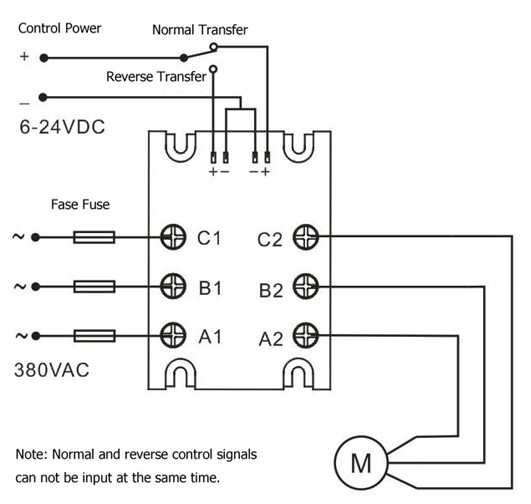 Control Power
Normal Transfer
+
Reverse Transfer
–
6-24VDC
+ – – +
Fase Fuse
~ C1 C2
~ B1 B2
~ A1 A2
380VAC
M
Note: Normal and reverse control signals
can not be input at the same time.